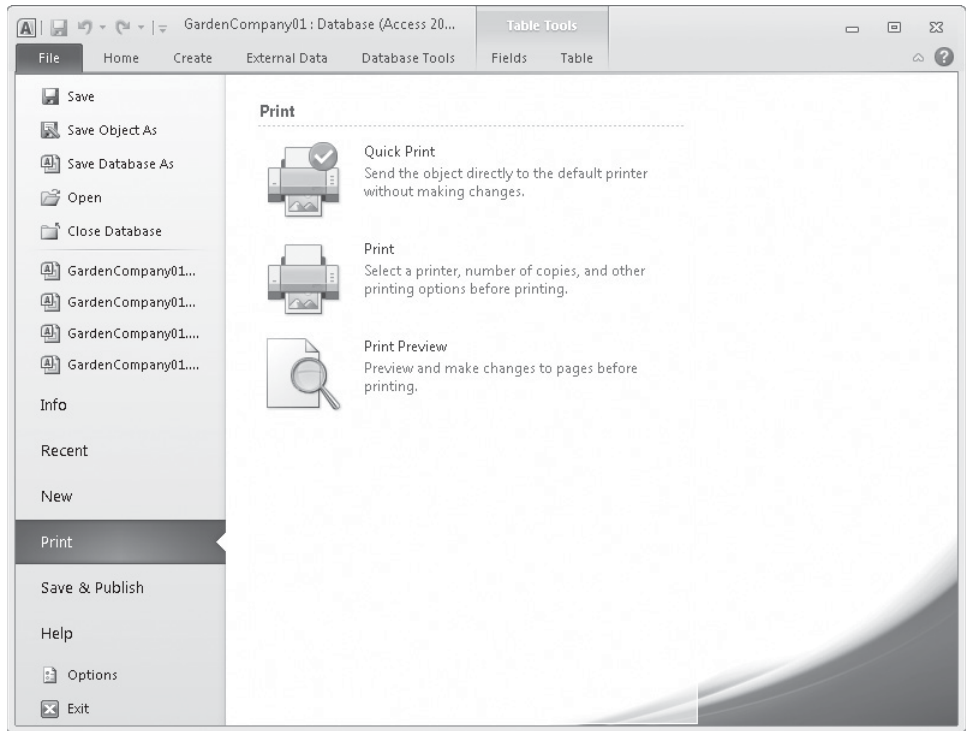 GardenCompany01 : Database (Access 20...
Table Tools
File
Home
Create
External Data
Database Tools
Fields
Table
Save
Save Object As
Save Database As
Open
Close Database
GardenCompany01...
GardenCompany01...
GardenCompany01....
GardenCompany01....
Info
Recent
New
Print
Save & Publish
Help
Options
Exit
Print
Quick Print
Send the object directly to the default printer
without making changes.
Print
Select a printer, number of copies, and other
printing options before printing.
Print Preview
Preview and make changes to pages before
printing.